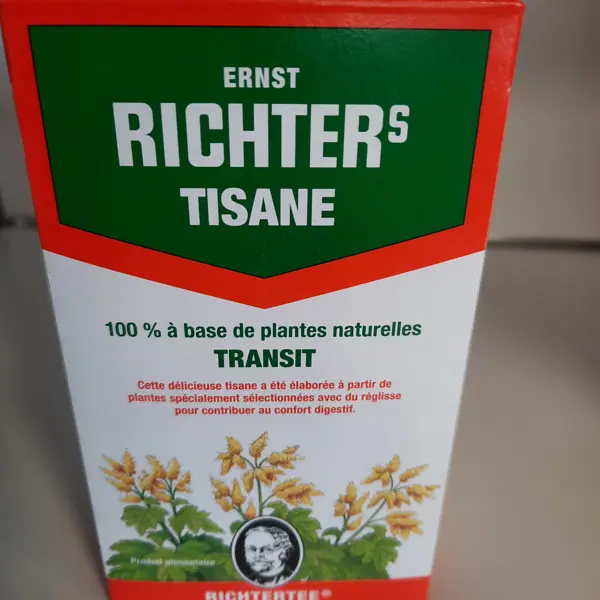 ERNST
RICHTERS
TISANE
100 % à base de plantes naturelles
TRANSIT
Cette délicieuse tisane a été élaborée à partir de
plantes spécialement sélectionnées avec du réglisse
pour contribuer au confort digestif.
Produit alimentaire
RICHTERTEE®